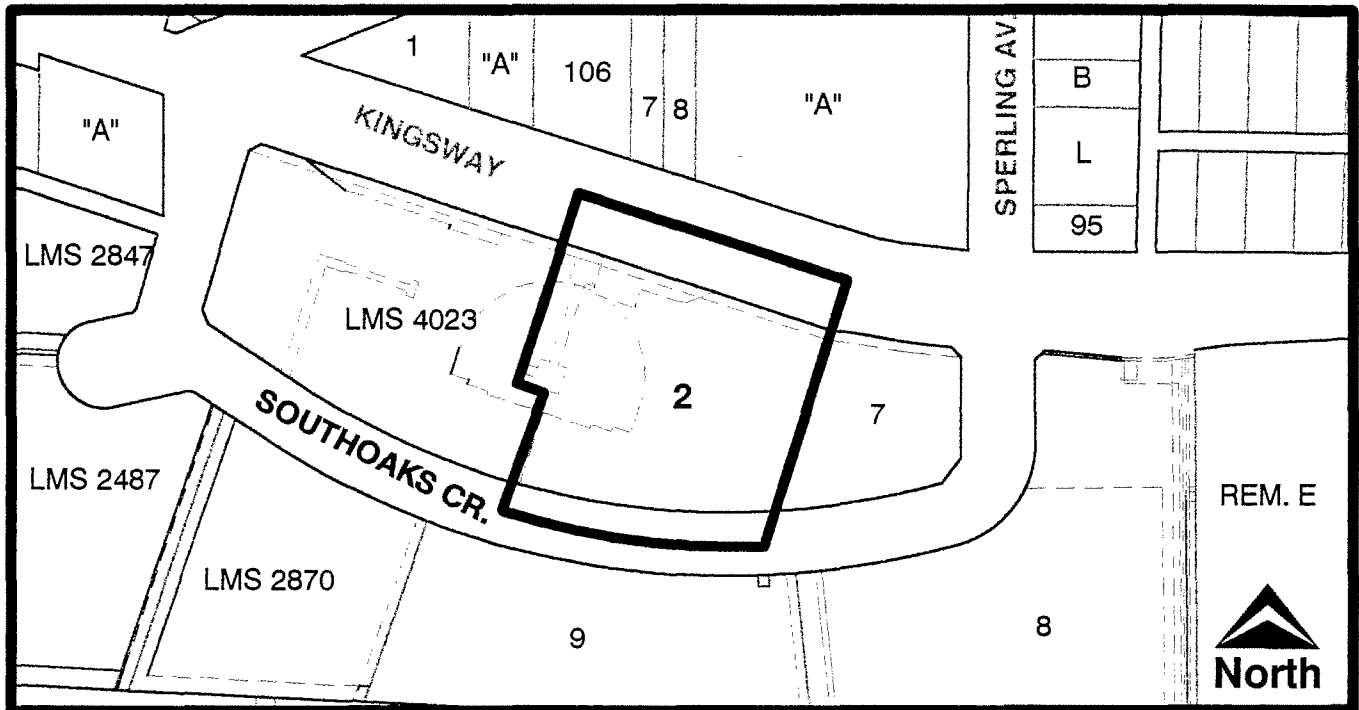 1
"A"
106
7
8
"A"
SPERLING AV.
B
L
95
"A"
KINGSWAY
LMS 2847
LMS 4023
2
7
SOUTHOAKS CR.
LMS 2487
REM. E
LMS 2870
9
8
North